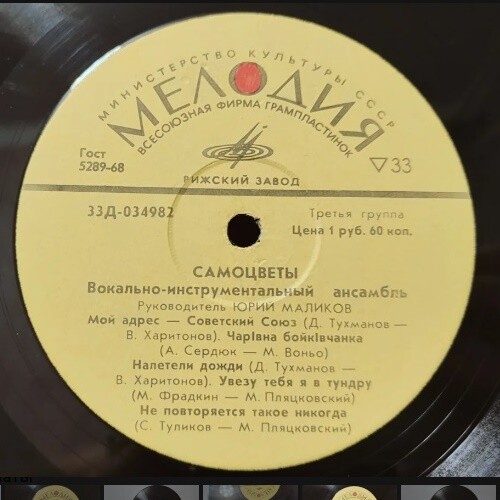 МИНИСТЕРСТВО КУЛЬТУРЫ СССР
МЕЛОДИЯ
ВСЕСОЮЗНАЯ ФИРМА ГРАМПЛАСТИНОК
Гост
5289-68
▽33
РИЖСКИЙ ЗАВОД
33Д-034982
Третья группа
Цена 1 руб. 60 коп.
САМОЦВЕТЫ
Вокально-инструментальный ансамбль
Руководитель ЮРИЙ МАЛИКОВ
Мой адрес — Советский Союз (Д. Тухманов —
В. Харитонов). Чарiвна бойкiвчанка
(А. Сердюк — М. Воньо)
Налетели дожди (Д. Тухманов —
В. Харитонов). Увезу тебя я в тундру
(М. Фрадкин — М. Пляцковский)
Не повторяется такое никогда
(С. Туликов — М. Пляцковский)